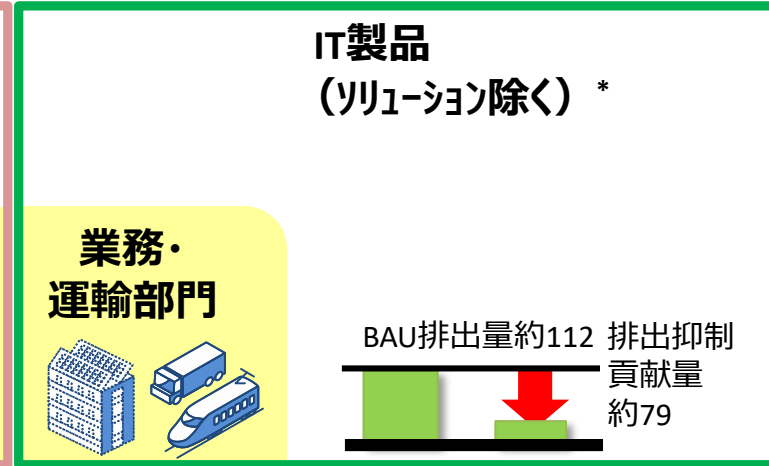 IT製品
（ｿﾘｭｰｼｮﾝ除く）*
業務・
運輸部門
BAU排出量約112
排出抑制
貢献量
約79